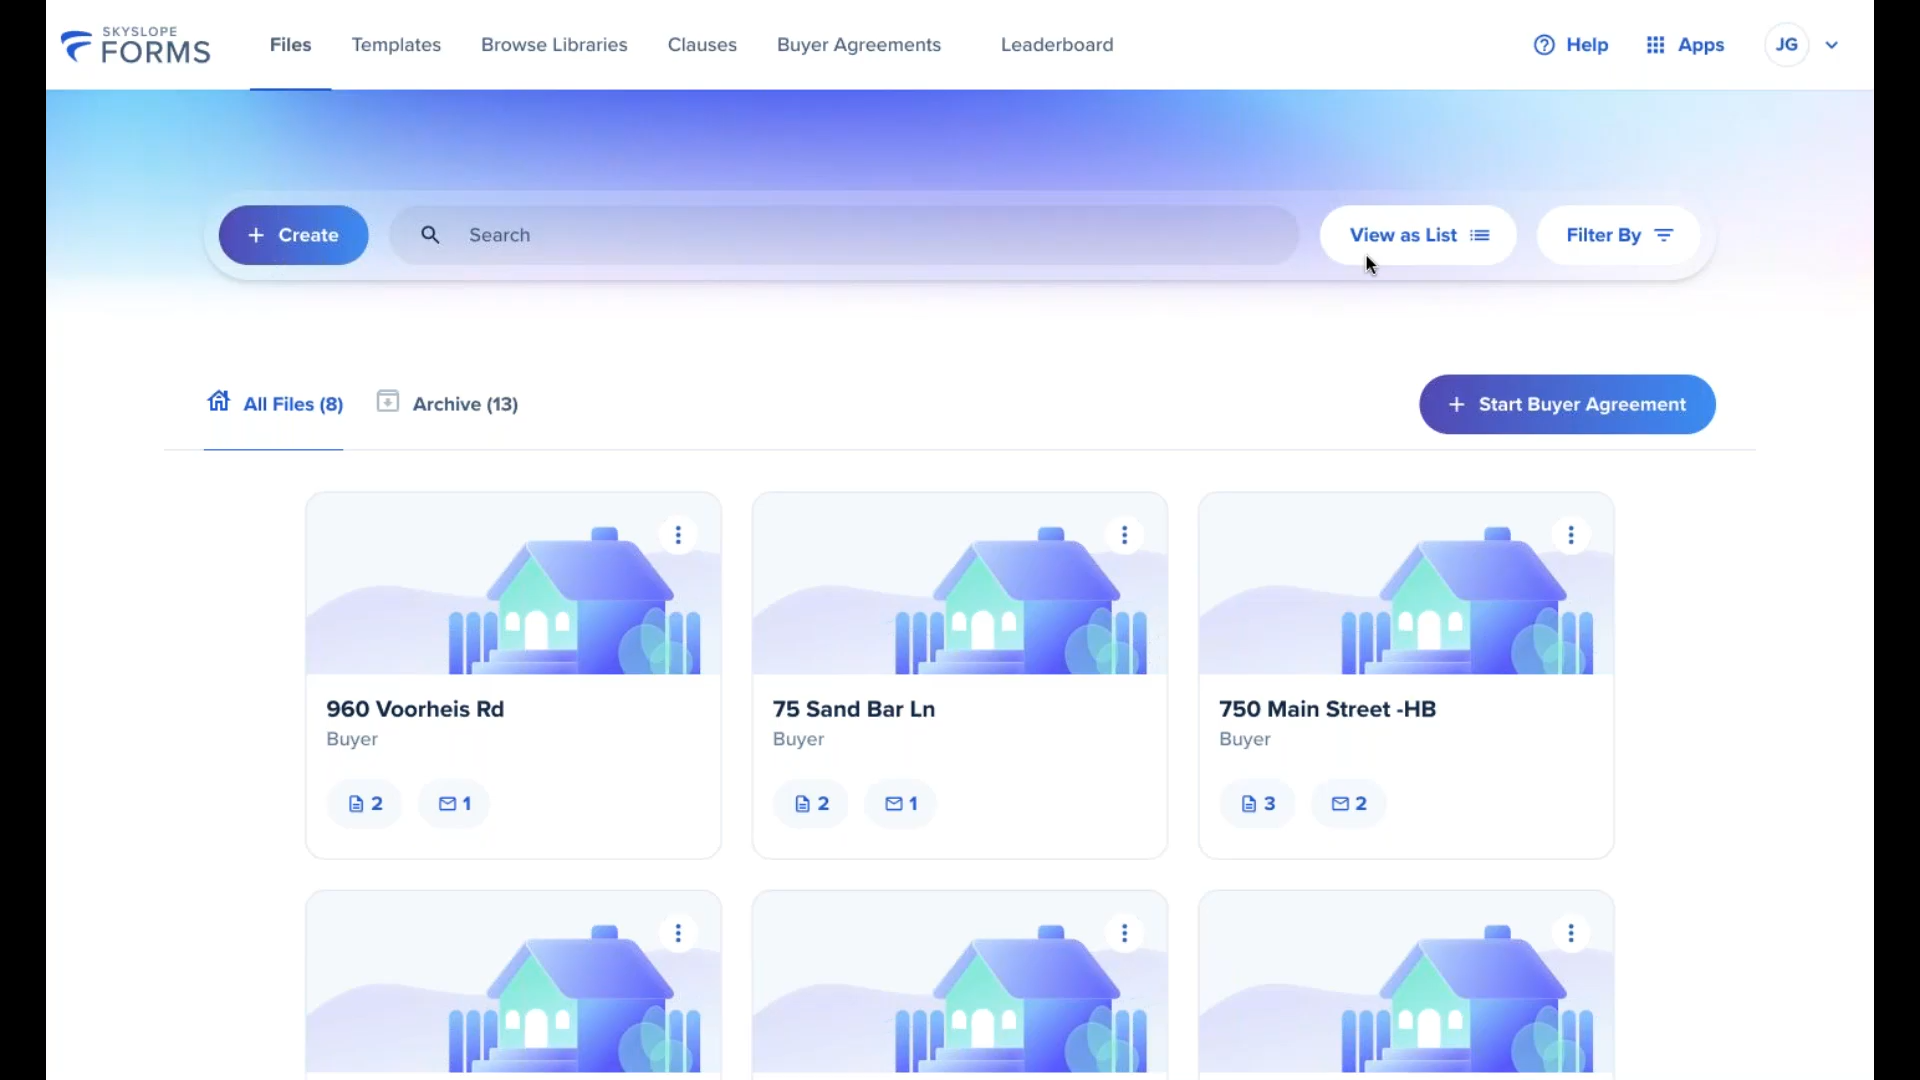 SKYSLOPE
FORMS
Files
Templates
Browse Libraries
Clauses
Buyer Agreements
Leaderboard
Help
Apps
JG
+ Create
Search
View as List
Filter By
All Files (8)
Archive (13)
+ Start Buyer Agreement
960 Voorheis Rd
Buyer
2
1
75 Sand Bar Ln
Buyer
2
1
750 Main Street -HB
Buyer
3
2